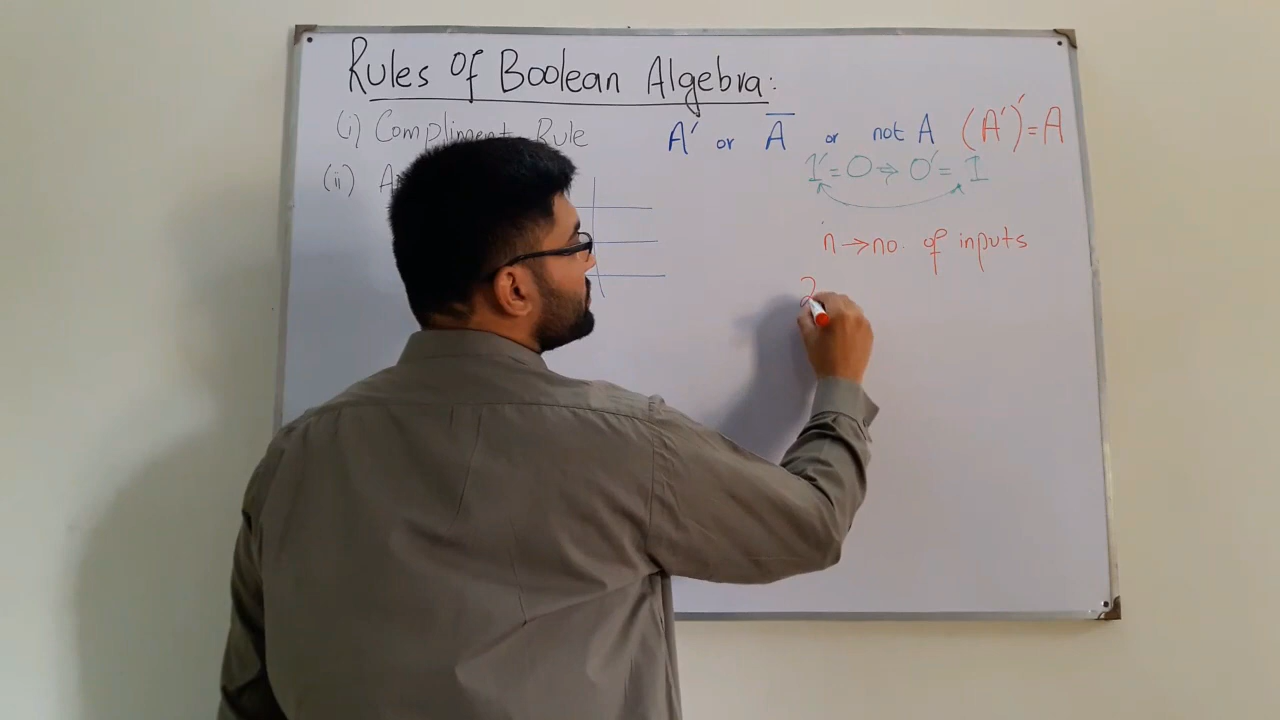 Rules Of Boolean Algebra:
(i) Compliment Rule A' or A̅ or not A (A')'=A
1'=0→0'=1
(ii)
n→no. of inputs
2